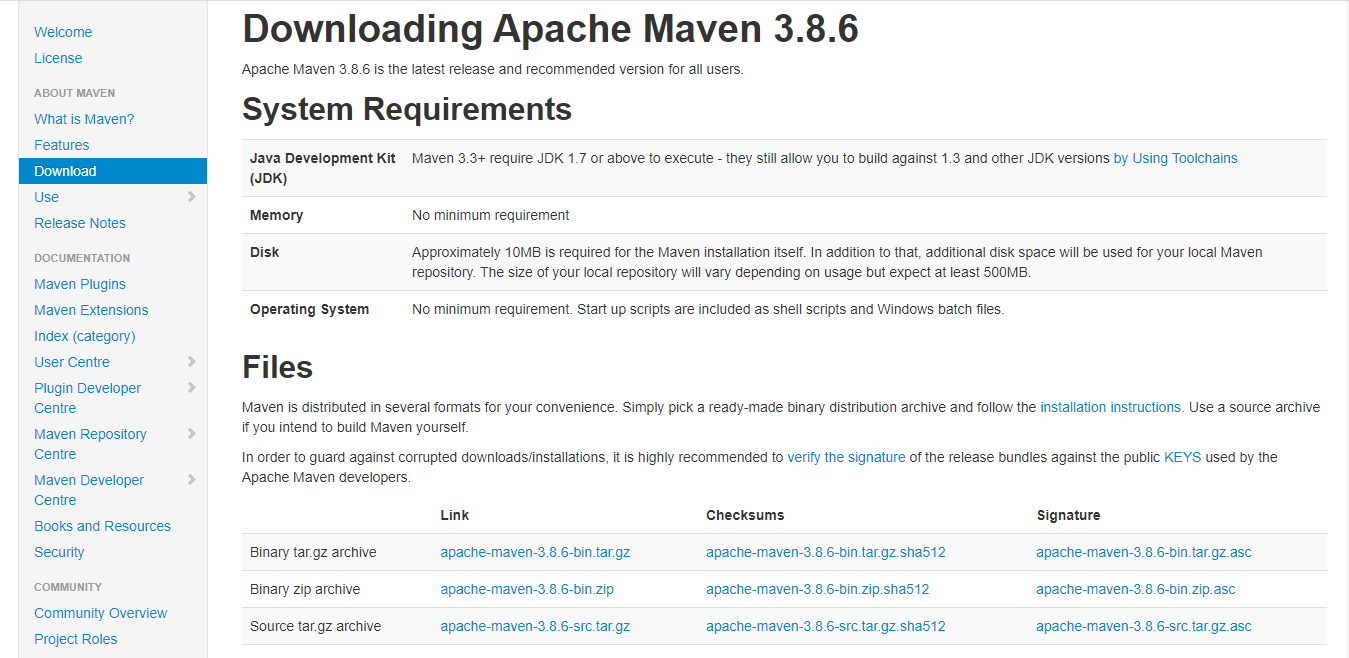 Welcome
License
ABOUT MAVEN
What is Maven?
Features
Download
Use
Release Notes
DOCUMENTATION
Maven Plugins
Maven Extensions
Index (category)
User Centre
Plugin Developer
Centre
Maven Repository
Centre
Maven Developer
Centre
Books and Resources
Security
COMMUNITY
Community Overview
Project Roles
Downloading Apache Maven 3.8.6
Apache Maven 3.8.6 is the latest release and recommended version for all users.
System Requirements
Java Development Kit Maven 3.3+ require JDK 1.7 or above to execute - they still allow you to build against 1.3 and other JDK versions by Using Toolchains
(JDK)
Memory No minimum requirement
Disk Approximately 10MB is required for the Maven installation itself. In addition to that, additional disk space will be used for your local Maven
repository. The size of your local repository will vary depending on usage but expect at least 500MB.
Operating System No minimum requirement. Start up scripts are included as shell scripts and Windows batch files.
Files
Maven is distributed in several formats for your convenience. Simply pick a ready-made binary distribution archive and follow the installation instructions. Use a source archive
if you intend to build Maven yourself.
In order to guard against corrupted downloads/installations, it is highly recommended to verify the signature of the release bundles against the public KEYS used by the
Apache Maven developers.
Link Checksums Signature
Binary tar.gz archive apache-maven-3.8.6-bin.tar.gz apache-maven-3.8.6-bin.tar.gz.sha512 apache-maven-3.8.6-bin.tar.gz.asc
Binary zip archive apache-maven-3.8.6-bin.zip apache-maven-3.8.6-bin.zip.sha512 apache-maven-3.8.6-bin.zip.asc
Source tar.gz archive apache-maven-3.8.6-src.tar.gz apache-maven-3.8.6-src.tar.gz.sha512 apache-maven-3.8.6-src.tar.gz.asc